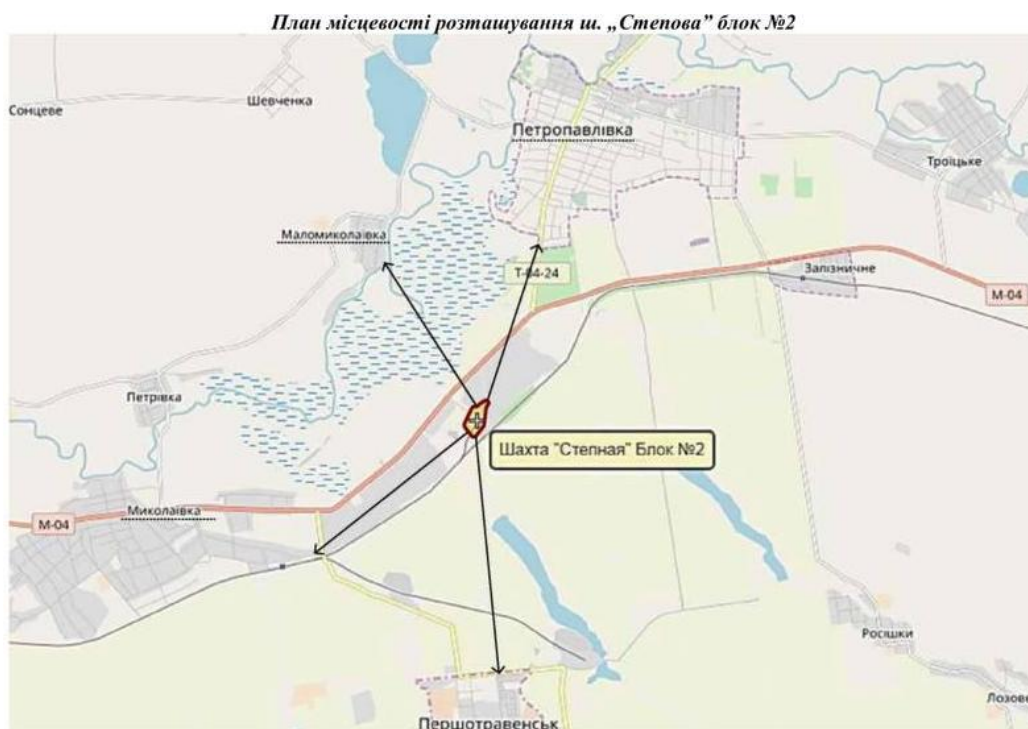 План місцевості розташування ш. „Степова” блок №2
Сонцеве
Шевченка
Петропавлівка
Троїцьке
Маломиколаївка
Т-04-24
Залізничне
М-04
Петрівка
Шахта "Степная" Блок №2
Миколаївка
М-04
Росішки
Лозове
Першотравенськ